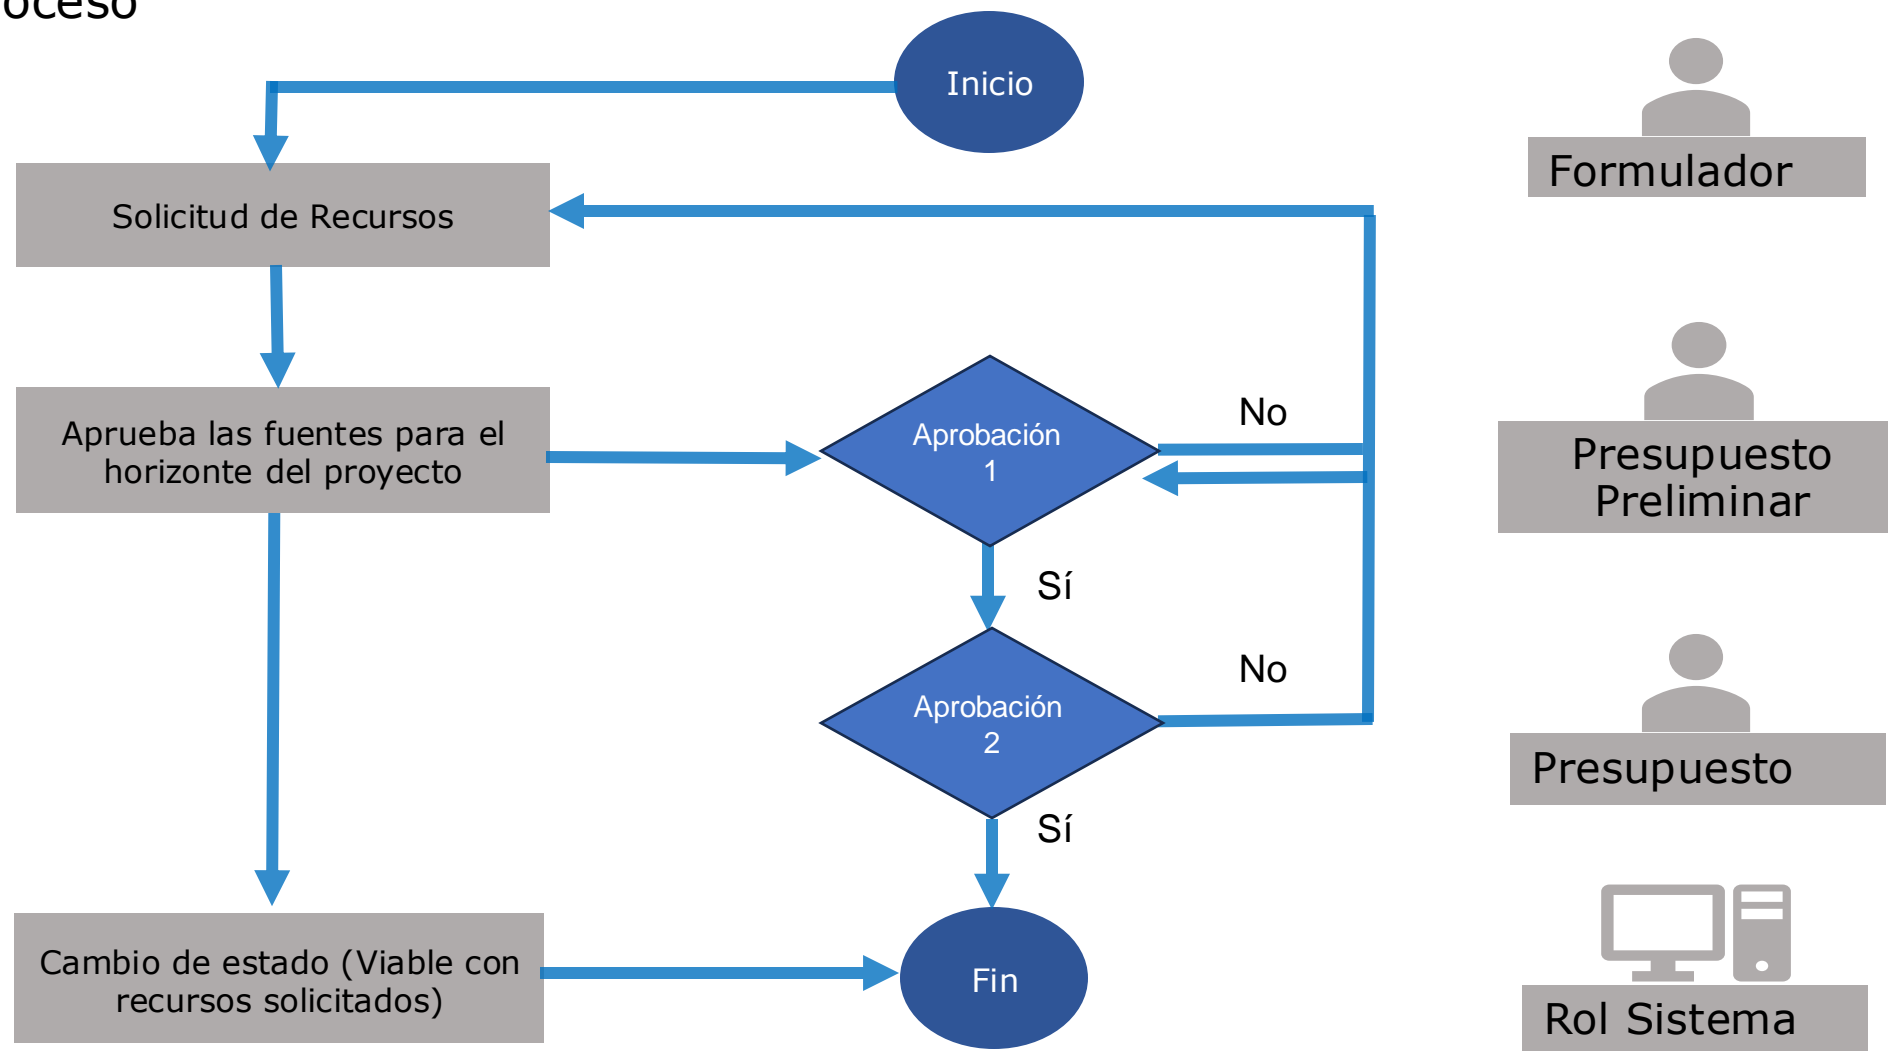 oceso
Inicio
Formulador
Solicitud de Recursos
Aprueba las fuentes para el
horizonte del proyecto
Aprobación
1
No
Presupuesto
Preliminar
Sí
Aprobación
2
No
Presupuesto
Sí
Cambio de estado (Viable con
recursos solicitados)
Fin
Rol Sistema